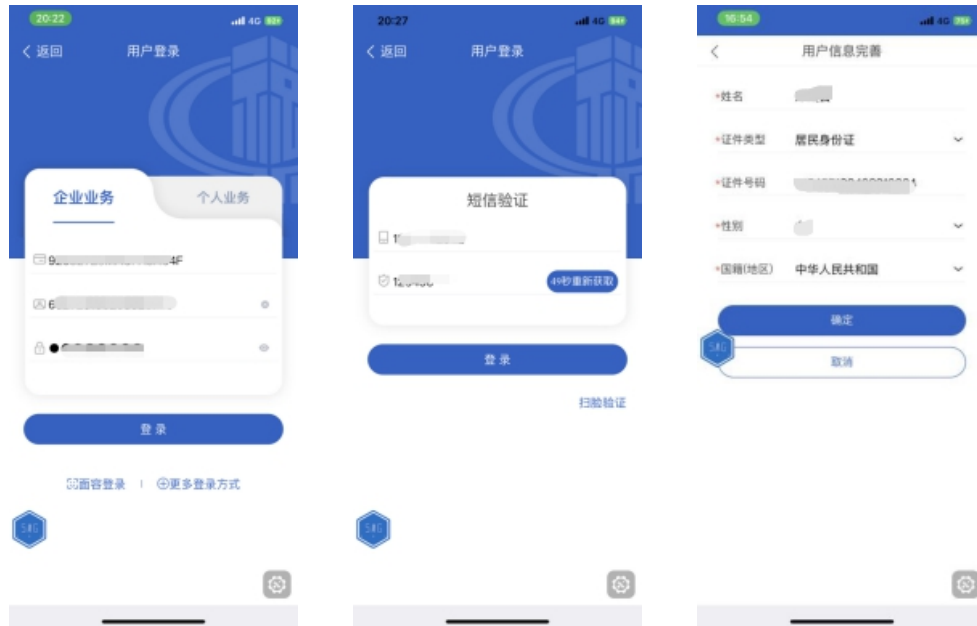 20:22
4G
返回
用户登录
企业业务
个人业务
登录
面容登录
更多登录方式
20:27
4G
返回
用户登录
短信验证
49秒重新获取
登录
扫脸验证
16:54
4G
用户信息完善
*姓名
*证件类型 居民身份证
*证件号码
*性别
*国籍(地区) 中华人民共和国
确定
取消